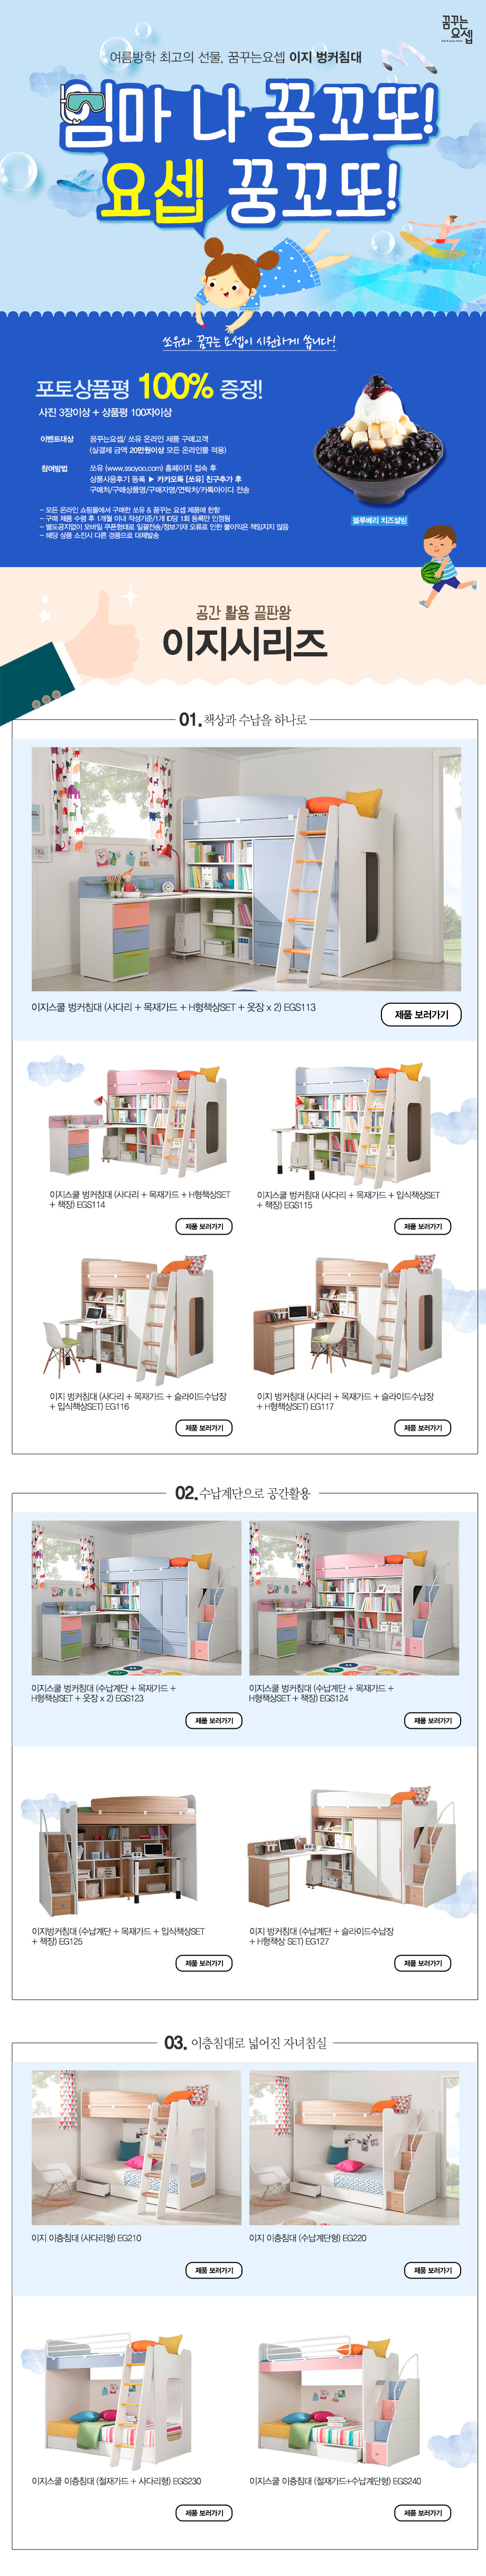 꿈꾸는
요셉
여름방학 최고의 선물, 꿈꾸는요셉 이지 벙커침대
엄마 나 꿍꼬또!
요셉 꿍꼬또!
쏘유와 꿈꾸는 요셉이 시원하게 쏩니다!
포토상품평 100% 증정!
사진 3장이상 + 상품평 100자이상
이벤트대상 꿈꾸는요셉/ 쏘유 온라인 제품 구매고객
(실결제 금액 20만원이상 모든 온라인몰 적용)
참여방법 쏘유 (www.ssoyoo.com) 홈페이지 접속 후
상품사용후기 등록 ▶ 카카오톡 [쏘유] 친구추가 후
구매처/구매상품명/구매자명/연락처/카톡아이디 전송
- 모든 온라인 쇼핑몰에서 구매한 쏘유 & 꿈꾸는 요셉 제품에 한함
- 구매 제품 수령 후 1개월 이내 작성기준/1개 ID당 1회 등록만 인정됨
- 별도공지없이 모바일 쿠폰형태로 일괄전송/정보기재 오류로 인한 불이익은 책임지지 않음
- 해당 상품 소진시 다른 경품으로 대체발송
블루베리 치즈설빙
공간 활용 끝판왕
이지시리즈
01. 책상과 수납을 하나로
이지스쿨 벙커침대 (사다리 + 목재가드 + H형책상SET + 옷장 x 2) EGS113
제품 보러가기
이지스쿨 벙커침대 (사다리 + 목재가드 + H형책상SET
+ 책장) EGS114
제품 보러가기
이지스쿨 벙커침대 (사다리 + 목재가드 + 입식책상SET
+ 책장) EGS115
제품 보러가기
이지 벙커침대 (사다리 + 목재가드 + 슬라이드수납장
+ 입식책상SET) EG116
제품 보러가기
이지 벙커침대 (사다리 + 목재가드 + 슬라이드수납장
+ H형책상SET) EG117
제품 보러가기
02. 수납계단으로 공간활용
이지스쿨 벙커침대 (수납계단 + 목재가드 +
H형책상SET + 옷장 x 2) EGS123
제품 보러가기
이지스쿨 벙커침대 (수납계단 + 목재가드 +
H형책상SET + 책장) EGS124
제품 보러가기
이지벙커침대 (수납계단 + 목재가드 + 입식책상SET
+ 책장) EG125
제품 보러가기
이지 벙커침대 (수납계단 + 슬라이드수납장
+ H형책상 SET) EG127
제품 보러가기
03. 이층침대로 넓어진 자녀침실
이지 이층침대 (사다리형) EG210
제품 보러가기
이지 이층침대 (수납계단형) EG220
제품 보러가기
이지스쿨 이층침대 (철재가드 + 사다리형) EGS230
제품 보러가기
이지스쿨 이층침대 (철재가드+수납계단형) EGS240
제품 보러가기